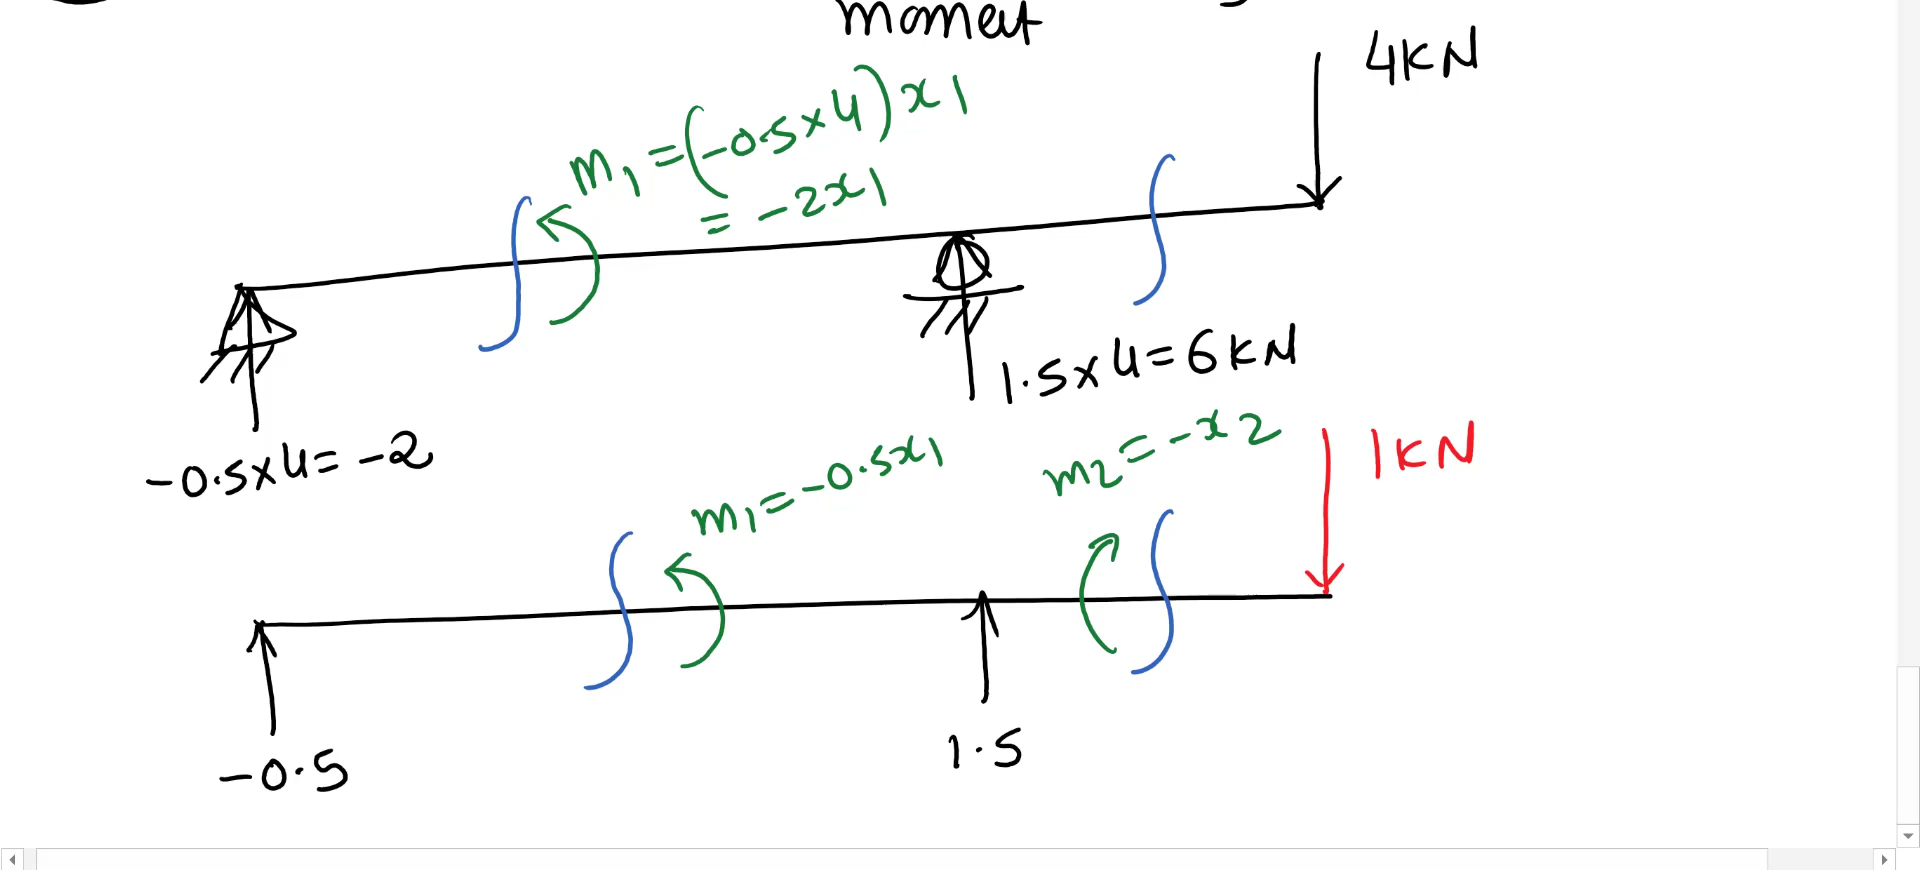 moment
4KN
m1 = (-0.5×4)x1
= -2x1
1.5×4=6KN
-0.5×4= -2
m1 = -0.5x1
m2 = -x2
1KN
-0.5
1.5